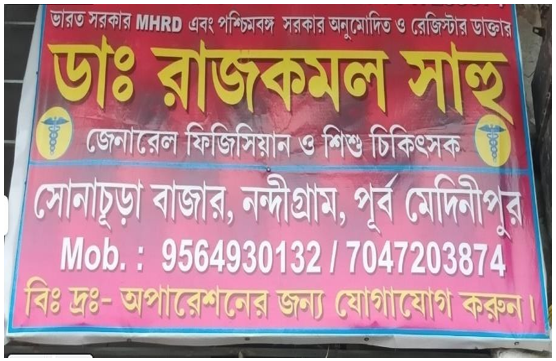 ভারত সরকার MHRD এবং পশ্চিমবঙ্গ সরকার অনুমোদিত ও রেজিস্টার ডাক্তার
ডাঃ রাজকমল সাহু
জেনারেল ফিজিসিয়ান ও শিশু চিকিৎসক
সোনাচূড়া বাজার, নন্দীগ্রাম, পূর্ব মেদিনীপুর
Mob. : 9564930132 / 7047203874
বিঃ দ্রঃ- অপারেশনের জন্য যোগাযোগ করুন।